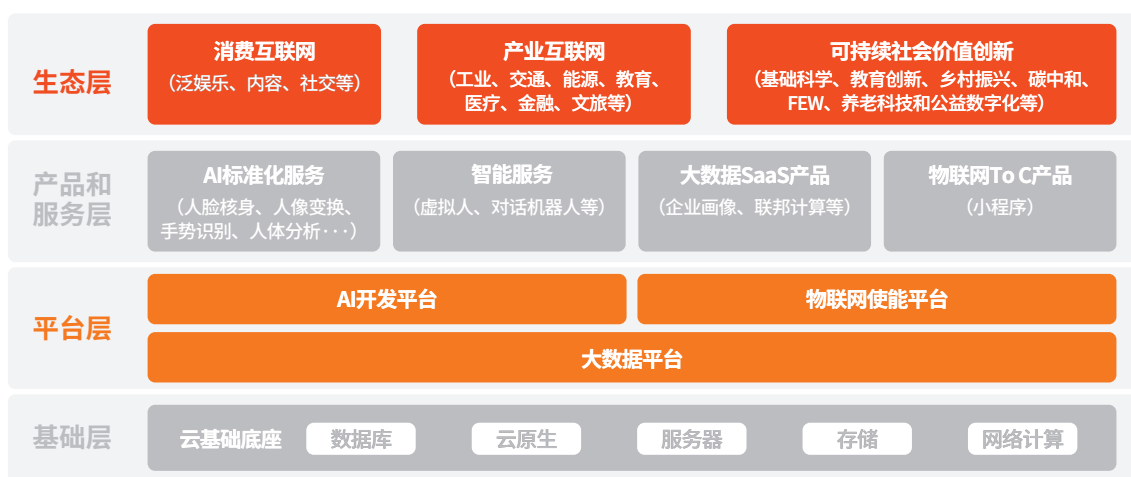 生态层
消费互联网
（泛娱乐、内容、社交等）
产业互联网
（工业、交通、能源、教育、
医疗、金融、文旅等）
可持续社会价值创新
（基础科学、教育创新、乡村振兴、碳中和、
FEW、养老科技和公益数字化等）
产品和
服务层
AI标准化服务
（人脸核身、人像变换、
手势识别、人体分析···）
智能服务
（虚拟人、对话机器人等）
大数据SaaS产品
（企业画像、联邦计算等）
物联网To C产品
（小程序）
平台层
AI开发平台
物联网使能平台
大数据平台
基础层
云基础底座
数据库
云原生
服务器
存储
网络计算